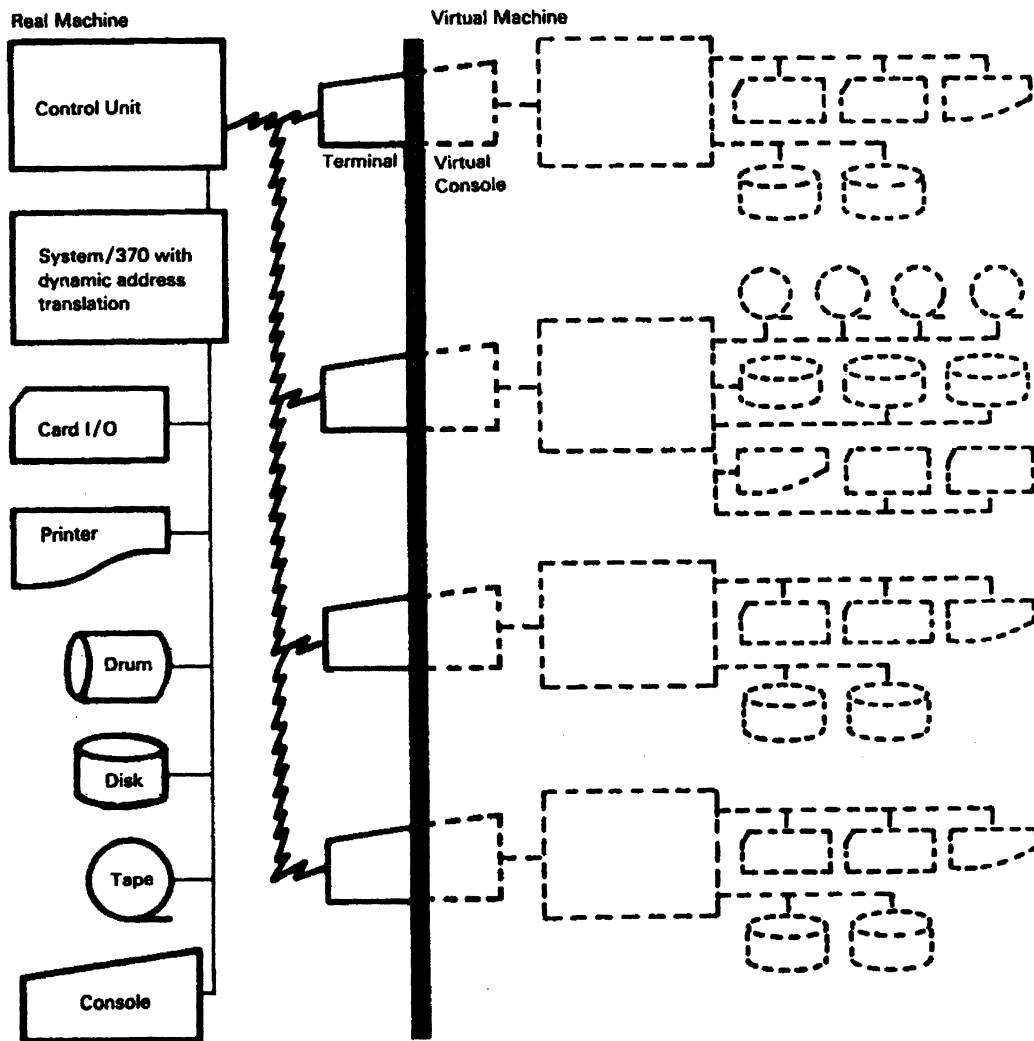 Real Machine
Virtual Machine
Control Unit
Terminal
Virtual
Console
System/370 with
dynamic address
translation
Card I/O
Printer
Drum
Disk
Tape
Console